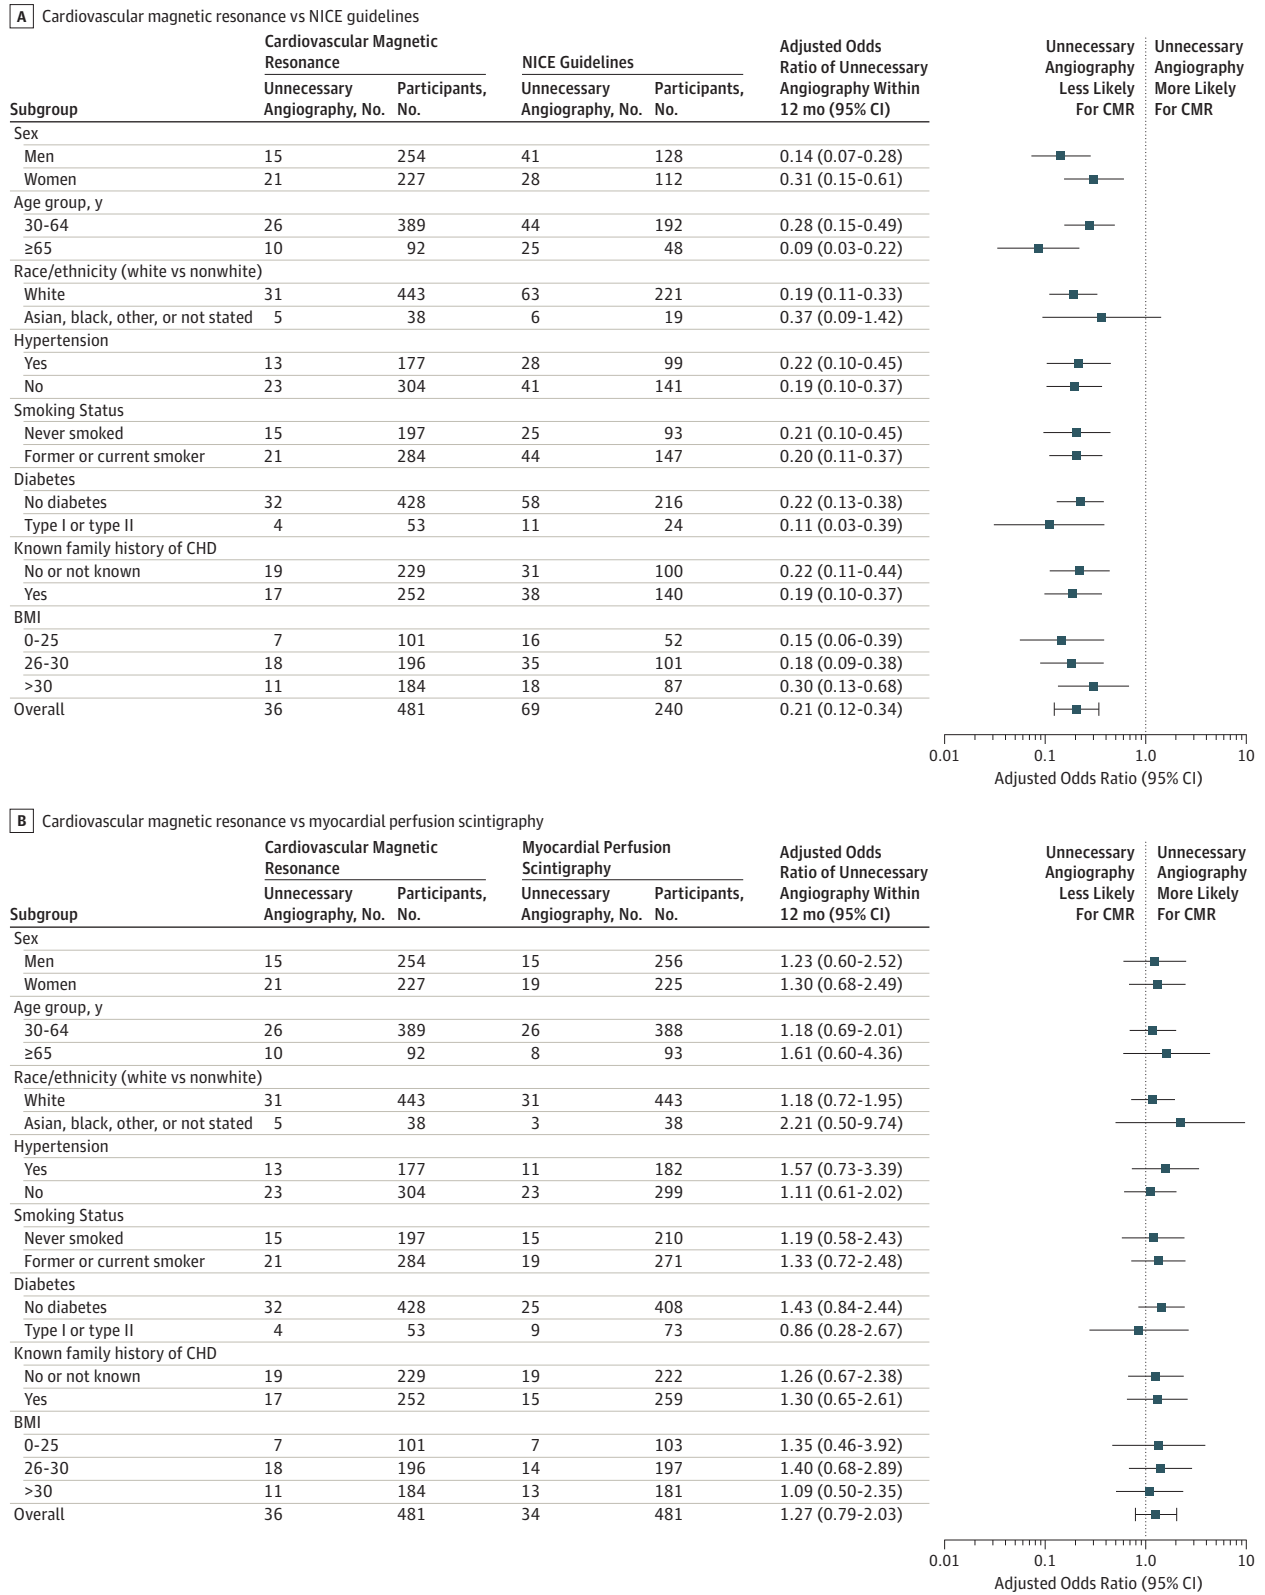 A Cardiovascular magnetic resonance vs NICE guidelines
Cardiovascular Magnetic Resonance NICE Guidelines Adjusted Odds Ratio of Unnecessary Angiography Within 12 mo (95% CI) Unnecessary Angiography Less Likely For CMR Unnecessary Angiography More Likely For CMR
Subgroup Unnecessary Angiography, No. Participants, No. Unnecessary Angiography, No. Participants, No.
Sex
Men 15 254 41 128 0.14 (0.07-0.28)
Women 21 227 28 112 0.31 (0.15-0.61)
Age group, y
30-64 26 389 44 192 0.28 (0.15-0.49)
≥65 10 92 25 48 0.09 (0.03-0.22)
Race/ethnicity (white vs nonwhite)
White 31 443 63 221 0.19 (0.11-0.33)
Asian, black, other, or not stated 5 38 6 19 0.37 (0.09-1.42)
Hypertension
Yes 13 177 28 99 0.22 (0.10-0.45)
No 23 304 41 141 0.19 (0.10-0.37)
Smoking Status
Never smoked 15 197 25 93 0.21 (0.10-0.45)
Former or current smoker 21 284 44 147 0.20 (0.11-0.37)
Diabetes
No diabetes 32 428 58 216 0.22 (0.13-0.38)
Type I or type II 4 53 11 24 0.11 (0.03-0.39)
Known family history of CHD
No or not known 19 229 31 100 0.22 (0.11-0.44)
Yes 17 252 38 140 0.19 (0.10-0.37)
BMI
0-25 7 101 16 52 0.15 (0.06-0.39)
26-30 18 196 35 101 0.18 (0.09-0.38)
>30 11 184 18 87 0.30 (0.13-0.68)
Overall 36 481 69 240 0.21 (0.12-0.34)
0.01 0.1 1.0 10
Adjusted Odds Ratio (95% CI)
B Cardiovascular magnetic resonance vs myocardial perfusion scintigraphy
Cardiovascular Magnetic Resonance Myocardial Perfusion Scintigraphy Adjusted Odds Ratio of Unnecessary Angiography Within 12 mo (95% CI) Unnecessary Angiography Less Likely For CMR Unnecessary Angiography More Likely For CMR
Subgroup Unnecessary Angiography, No. Participants, No. Unnecessary Angiography, No. Participants, No.
Sex
Men 15 254 15 256 1.23 (0.60-2.52)
Women 21 227 19 225 1.30 (0.68-2.49)
Age group, y
30-64 26 389 26 388 1.18 (0.69-2.01)
≥65 10 92 8 93 1.61 (0.60-4.36)
Race/ethnicity (white vs nonwhite)
White 31 443 31 443 1.18 (0.72-1.95)
Asian, black, other, or not stated 5 38 3 38 2.21 (0.50-9.74)
Hypertension
Yes 13 177 11 182 1.57 (0.73-3.39)
No 23 304 23 299 1.11 (0.61-2.02)
Smoking Status
Never smoked 15 197 15 210 1.19 (0.58-2.43)
Former or current smoker 21 284 19 271 1.33 (0.72-2.48)
Diabetes
No diabetes 32 428 25 408 1.43 (0.84-2.44)
Type I or type II 4 53 9 73 0.86 (0.28-2.67)
Known family history of CHD
No or not known 19 229 19 222 1.26 (0.67-2.38)
Yes 17 252 15 259 1.30 (0.65-2.61)
BMI
0-25 7 101 7 103 1.35 (0.46-3.92)
26-30 18 196 14 197 1.40 (0.68-2.89)
>30 11 184 13 181 1.09 (0.50-2.35)
Overall 36 481 34 481 1.27 (0.79-2.03)
0.01 0.1 1.0 10
Adjusted Odds Ratio (95% CI)